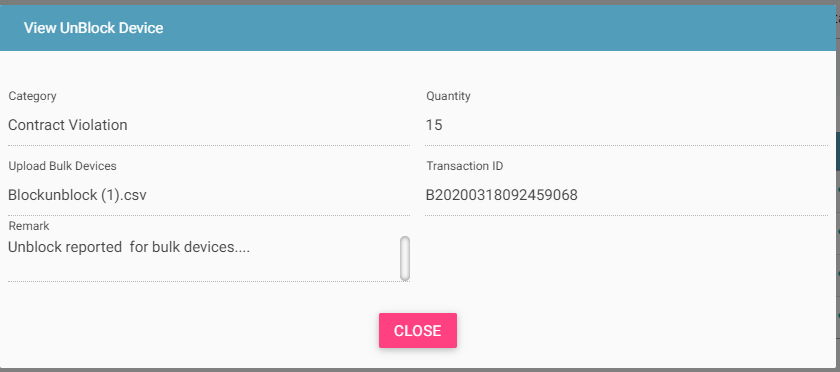 View UnBlock Device
Category
Quantity
Contract Violation
15
Upload Bulk Devices
Transaction ID
Blockunblock (1).csv
B20200318092459068
Remark
Unblock reported  for bulk devices....
CLOSE